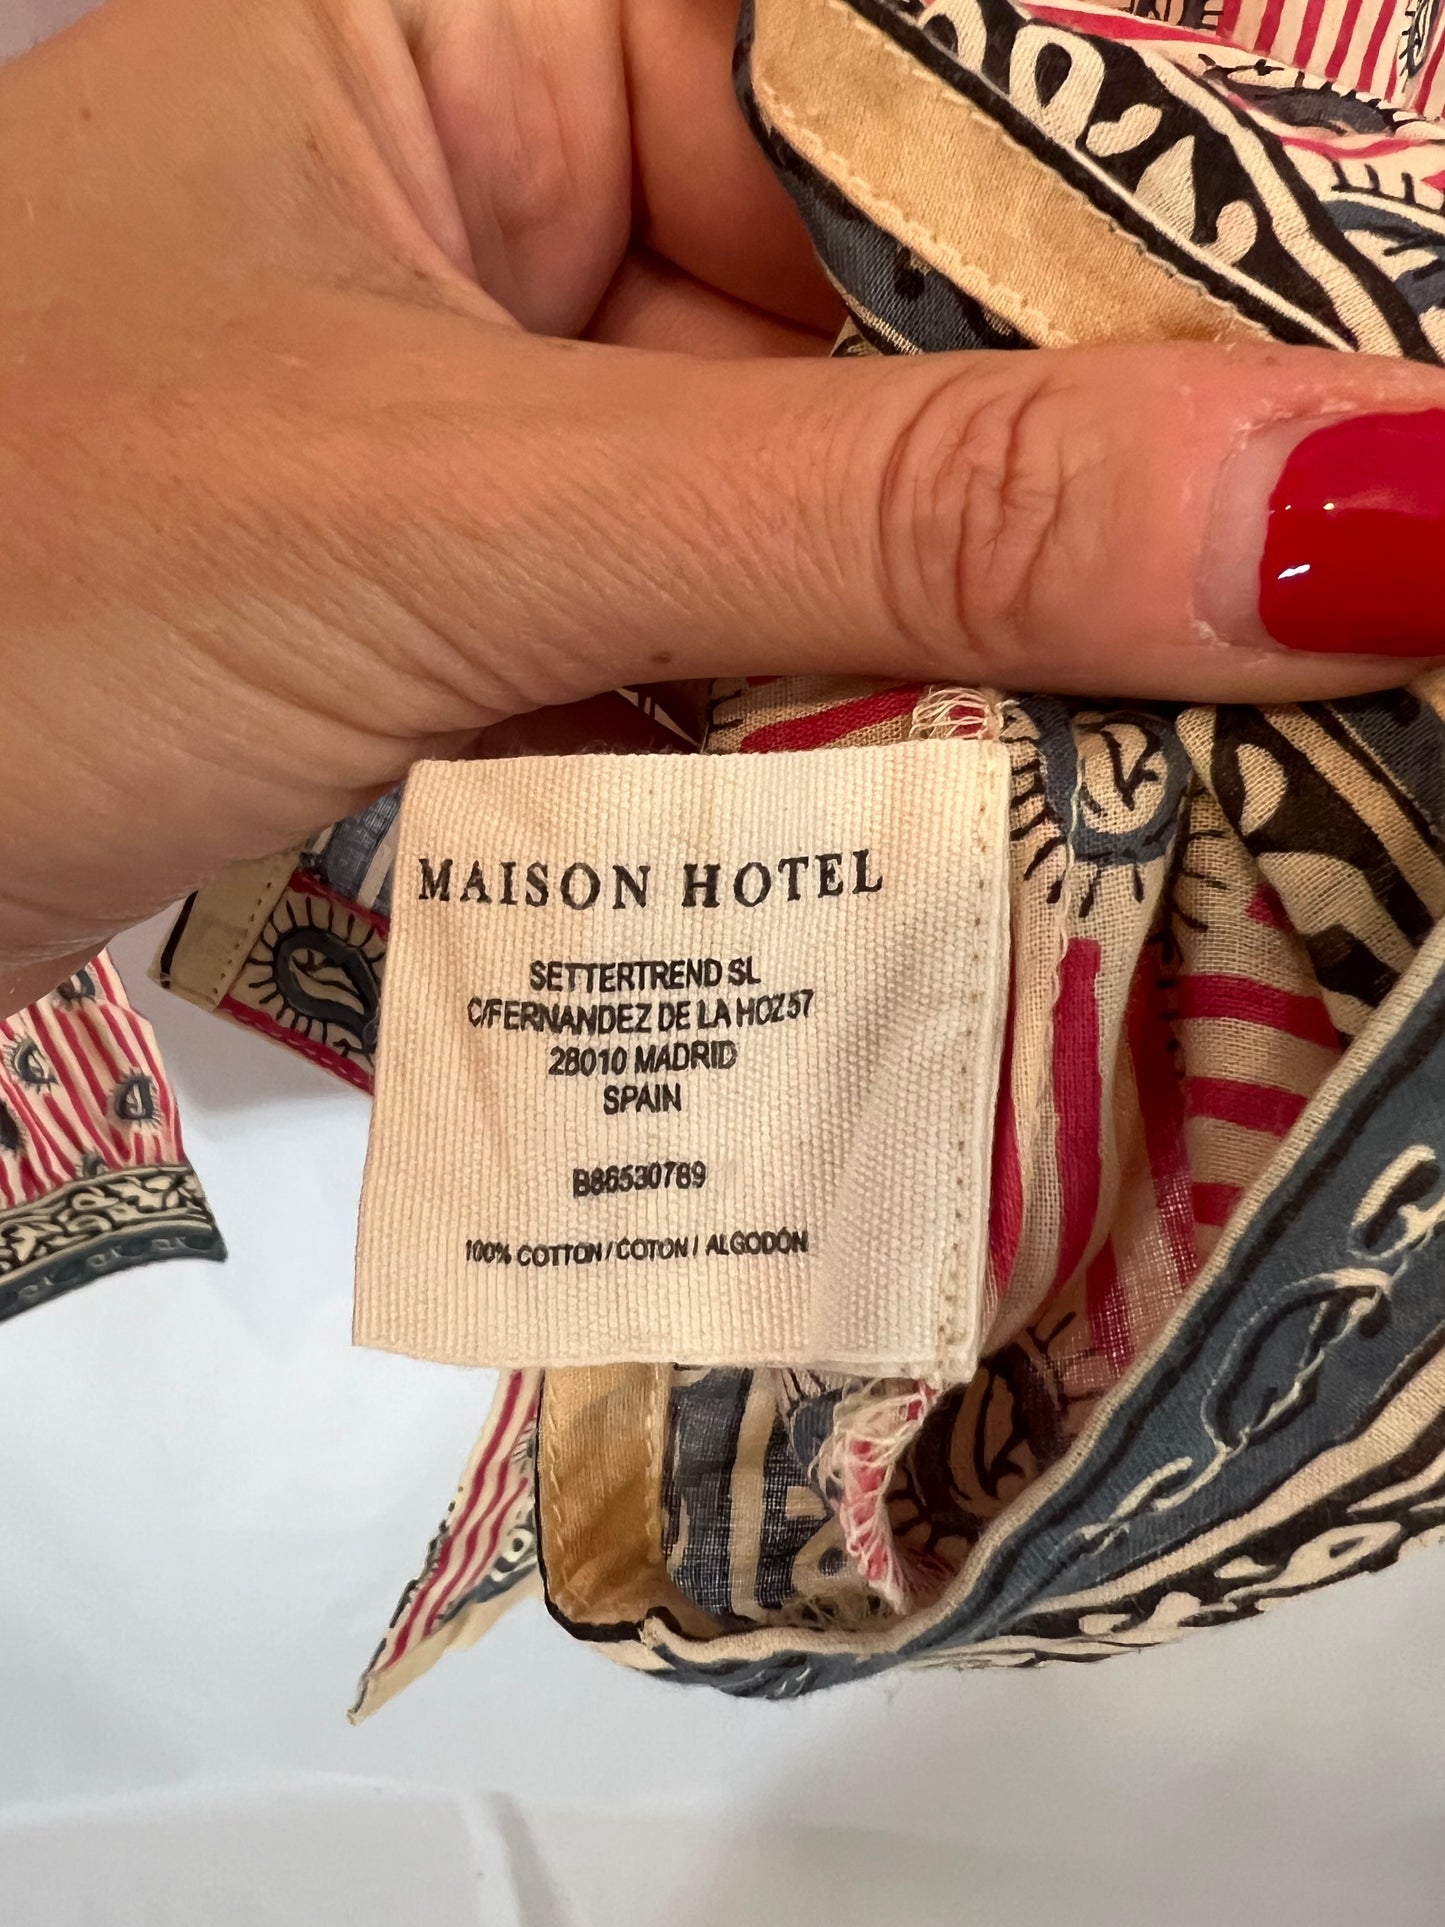 MAISON HOTEL
SETTERTREND SL
C/FERNANDEZ DE LA HOZ 57
28010 MADRID
SPAIN
B86530789
100% COTTON / COTON / ALGODÓN